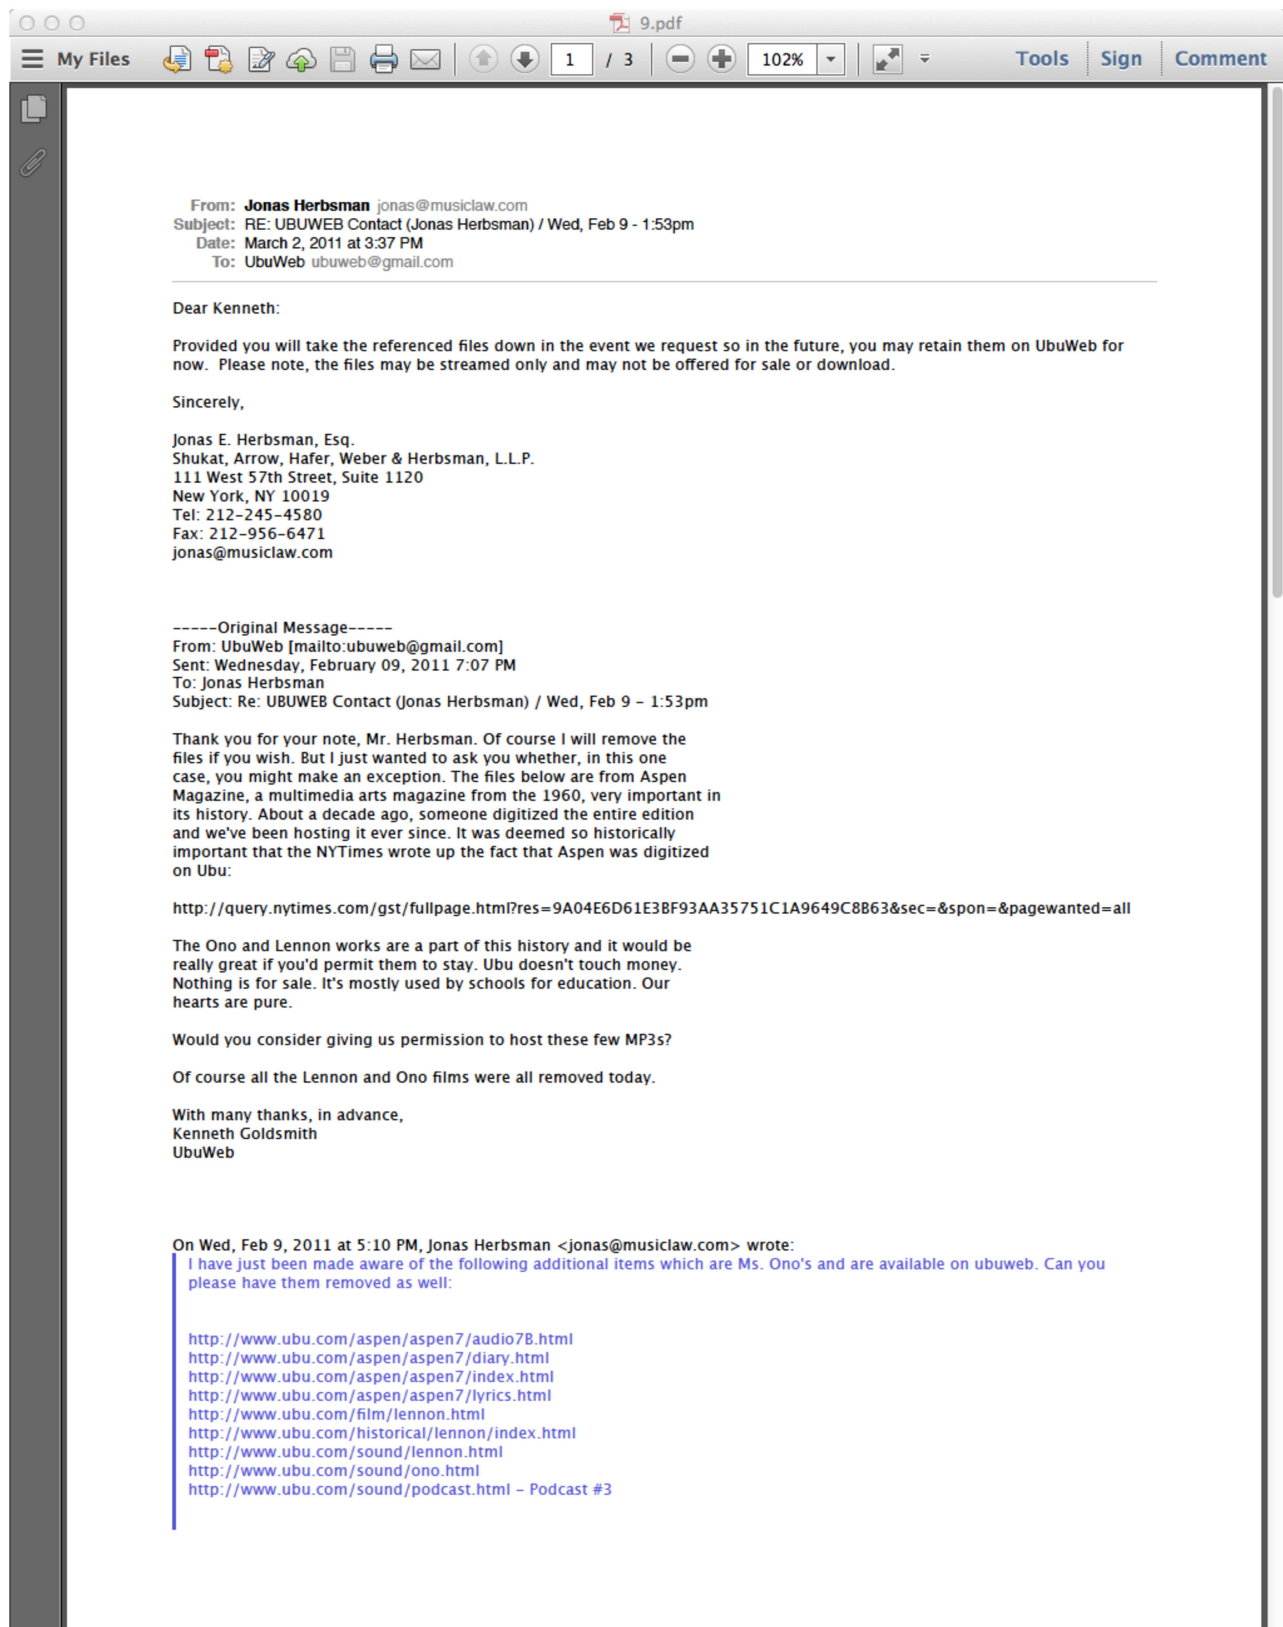 9.pdf
My Files
1 / 3
102%
Tools
Sign
Comment
From: Jonas Herbsman jonas@musiclaw.com
Subject: RE: UBUWEB Contact (Jonas Herbsman) / Wed, Feb 9 - 1:53pm
Date: March 2, 2011 at 3:37 PM
To: UbuWeb ubuweb@gmail.com
Dear Kenneth:
Provided you will take the referenced files down in the event we request so in the future, you may retain them on UbuWeb for
now.  Please note, the files may be streamed only and may not be offered for sale or download.
Sincerely,
Jonas E. Herbsman, Esq.
Shukat, Arrow, Hafer, Weber & Herbsman, L.L.P.
111 West 57th Street, Suite 1120
New York, NY 10019
Tel: 212-245-4580
Fax: 212-956-6471
jonas@musiclaw.com
-----Original Message-----
From: UbuWeb [mailto:ubuweb@gmail.com]
Sent: Wednesday, February 09, 2011 7:07 PM
To: Jonas Herbsman
Subject: Re: UBUWEB Contact (Jonas Herbsman) / Wed, Feb 9 - 1:53pm
Thank you for your note, Mr. Herbsman. Of course I will remove the
files if you wish. But I just wanted to ask you whether, in this one
case, you might make an exception. The files below are from Aspen
Magazine, a multimedia arts magazine from the 1960, very important in
its history. About a decade ago, someone digitized the entire edition
and we've been hosting it ever since. It was deemed so historically
important that the NYTimes wrote up the fact that Aspen was digitized
on Ubu:
http://query.nytimes.com/gst/fullpage.html?res=9A04E6D61E3BF93AA35751C1A9649C8B63&sec=&spon=&pagewanted=all
The Ono and Lennon works are a part of this history and it would be
really great if you'd permit them to stay. Ubu doesn't touch money.
Nothing is for sale. It's mostly used by schools for education. Our
hearts are pure.
Would you consider giving us permission to host these few MP3s?
Of course all the Lennon and Ono films were all removed today.
With many thanks, in advance,
Kenneth Goldsmith
UbuWeb
On Wed, Feb 9, 2011 at 5:10 PM, Jonas Herbsman <jonas@musiclaw.com> wrote:
I have just been made aware of the following additional items which are Ms. Ono's and are available on ubuweb. Can you
please have them removed as well:
http://www.ubu.com/aspen/aspen7/audio7B.html
http://www.ubu.com/aspen/aspen7/diary.html
http://www.ubu.com/aspen/aspen7/index.html
http://www.ubu.com/aspen/aspen7/lyrics.html
http://www.ubu.com/film/lennon.html
http://www.ubu.com/historical/lennon/index.html
http://www.ubu.com/sound/lennon.html
http://www.ubu.com/sound/ono.html
http://www.ubu.com/sound/podcast.html - Podcast #3